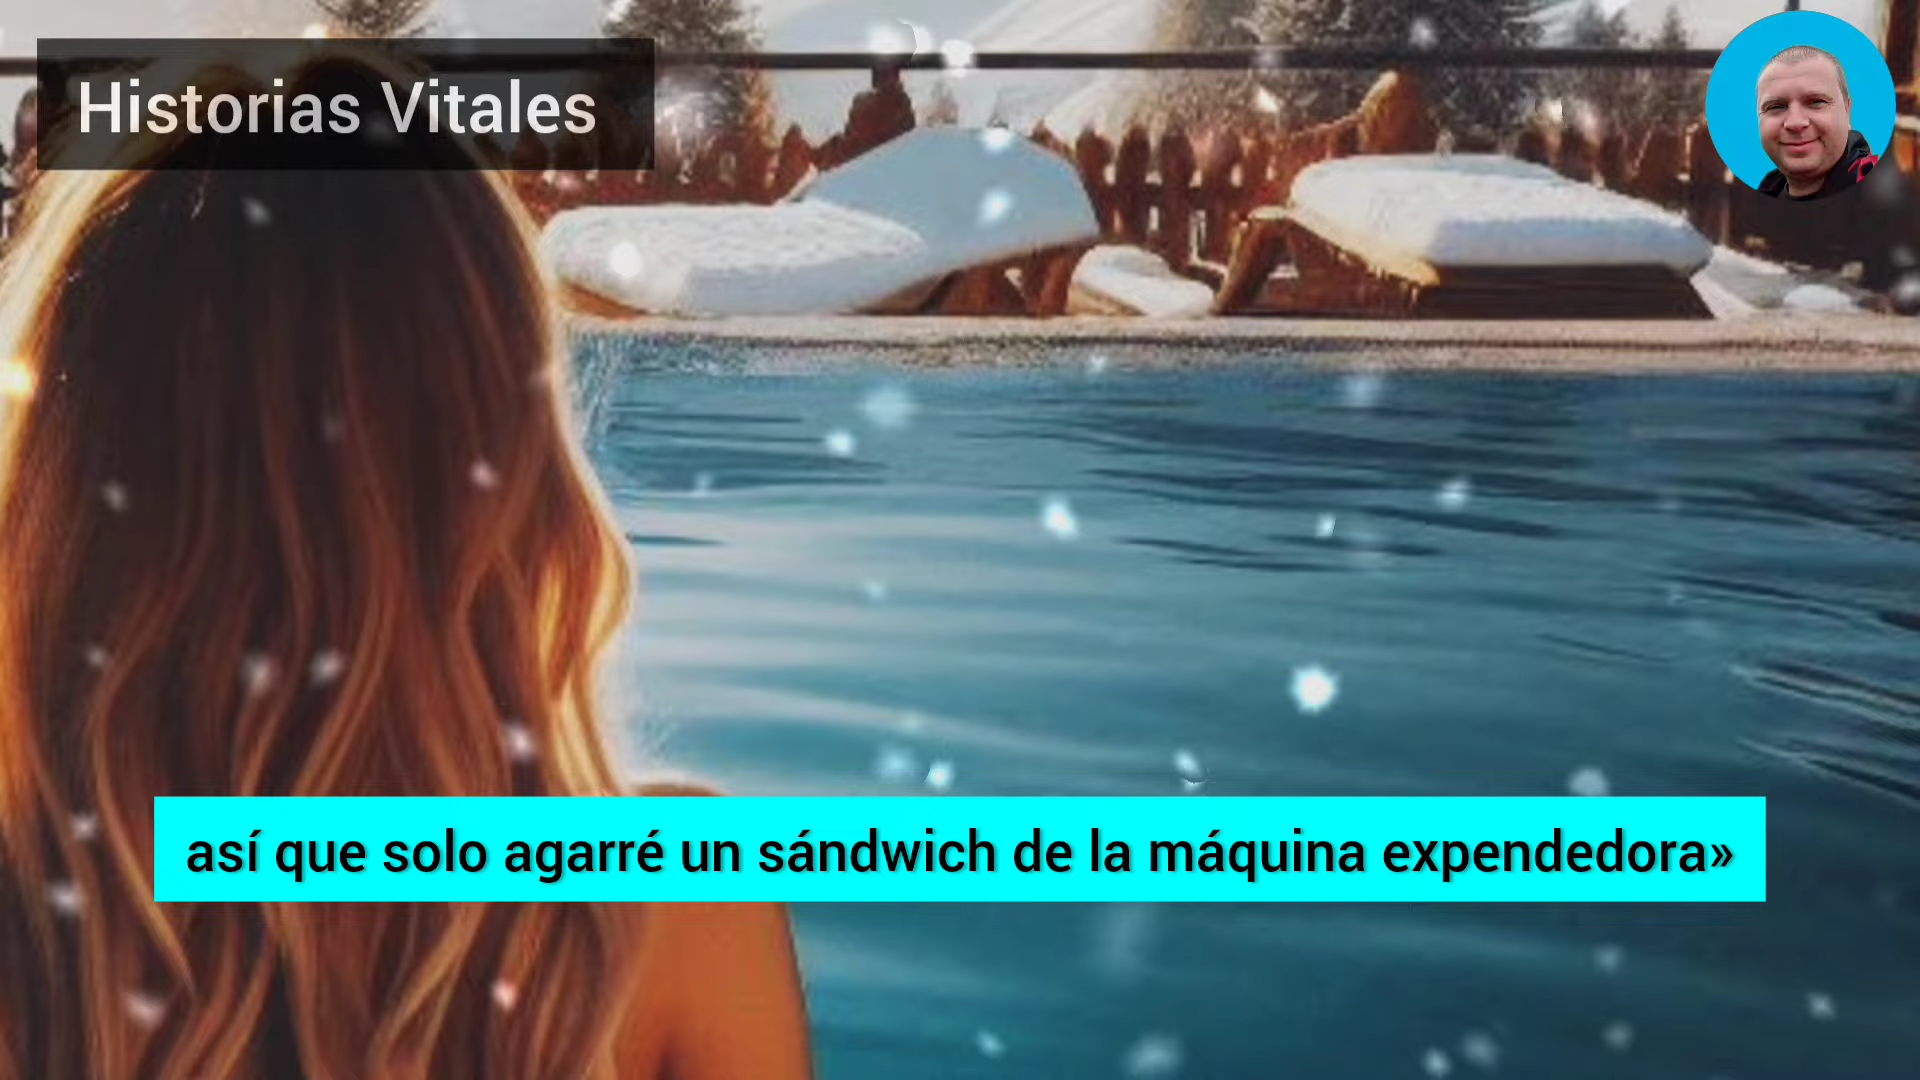 Historias Vitales
así que solo agarré un sándwich de la máquina expendedora»